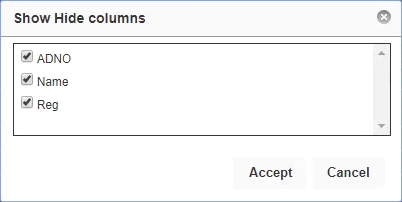 Show Hide columns
ADNO
Name
Reg
Accept Cancel